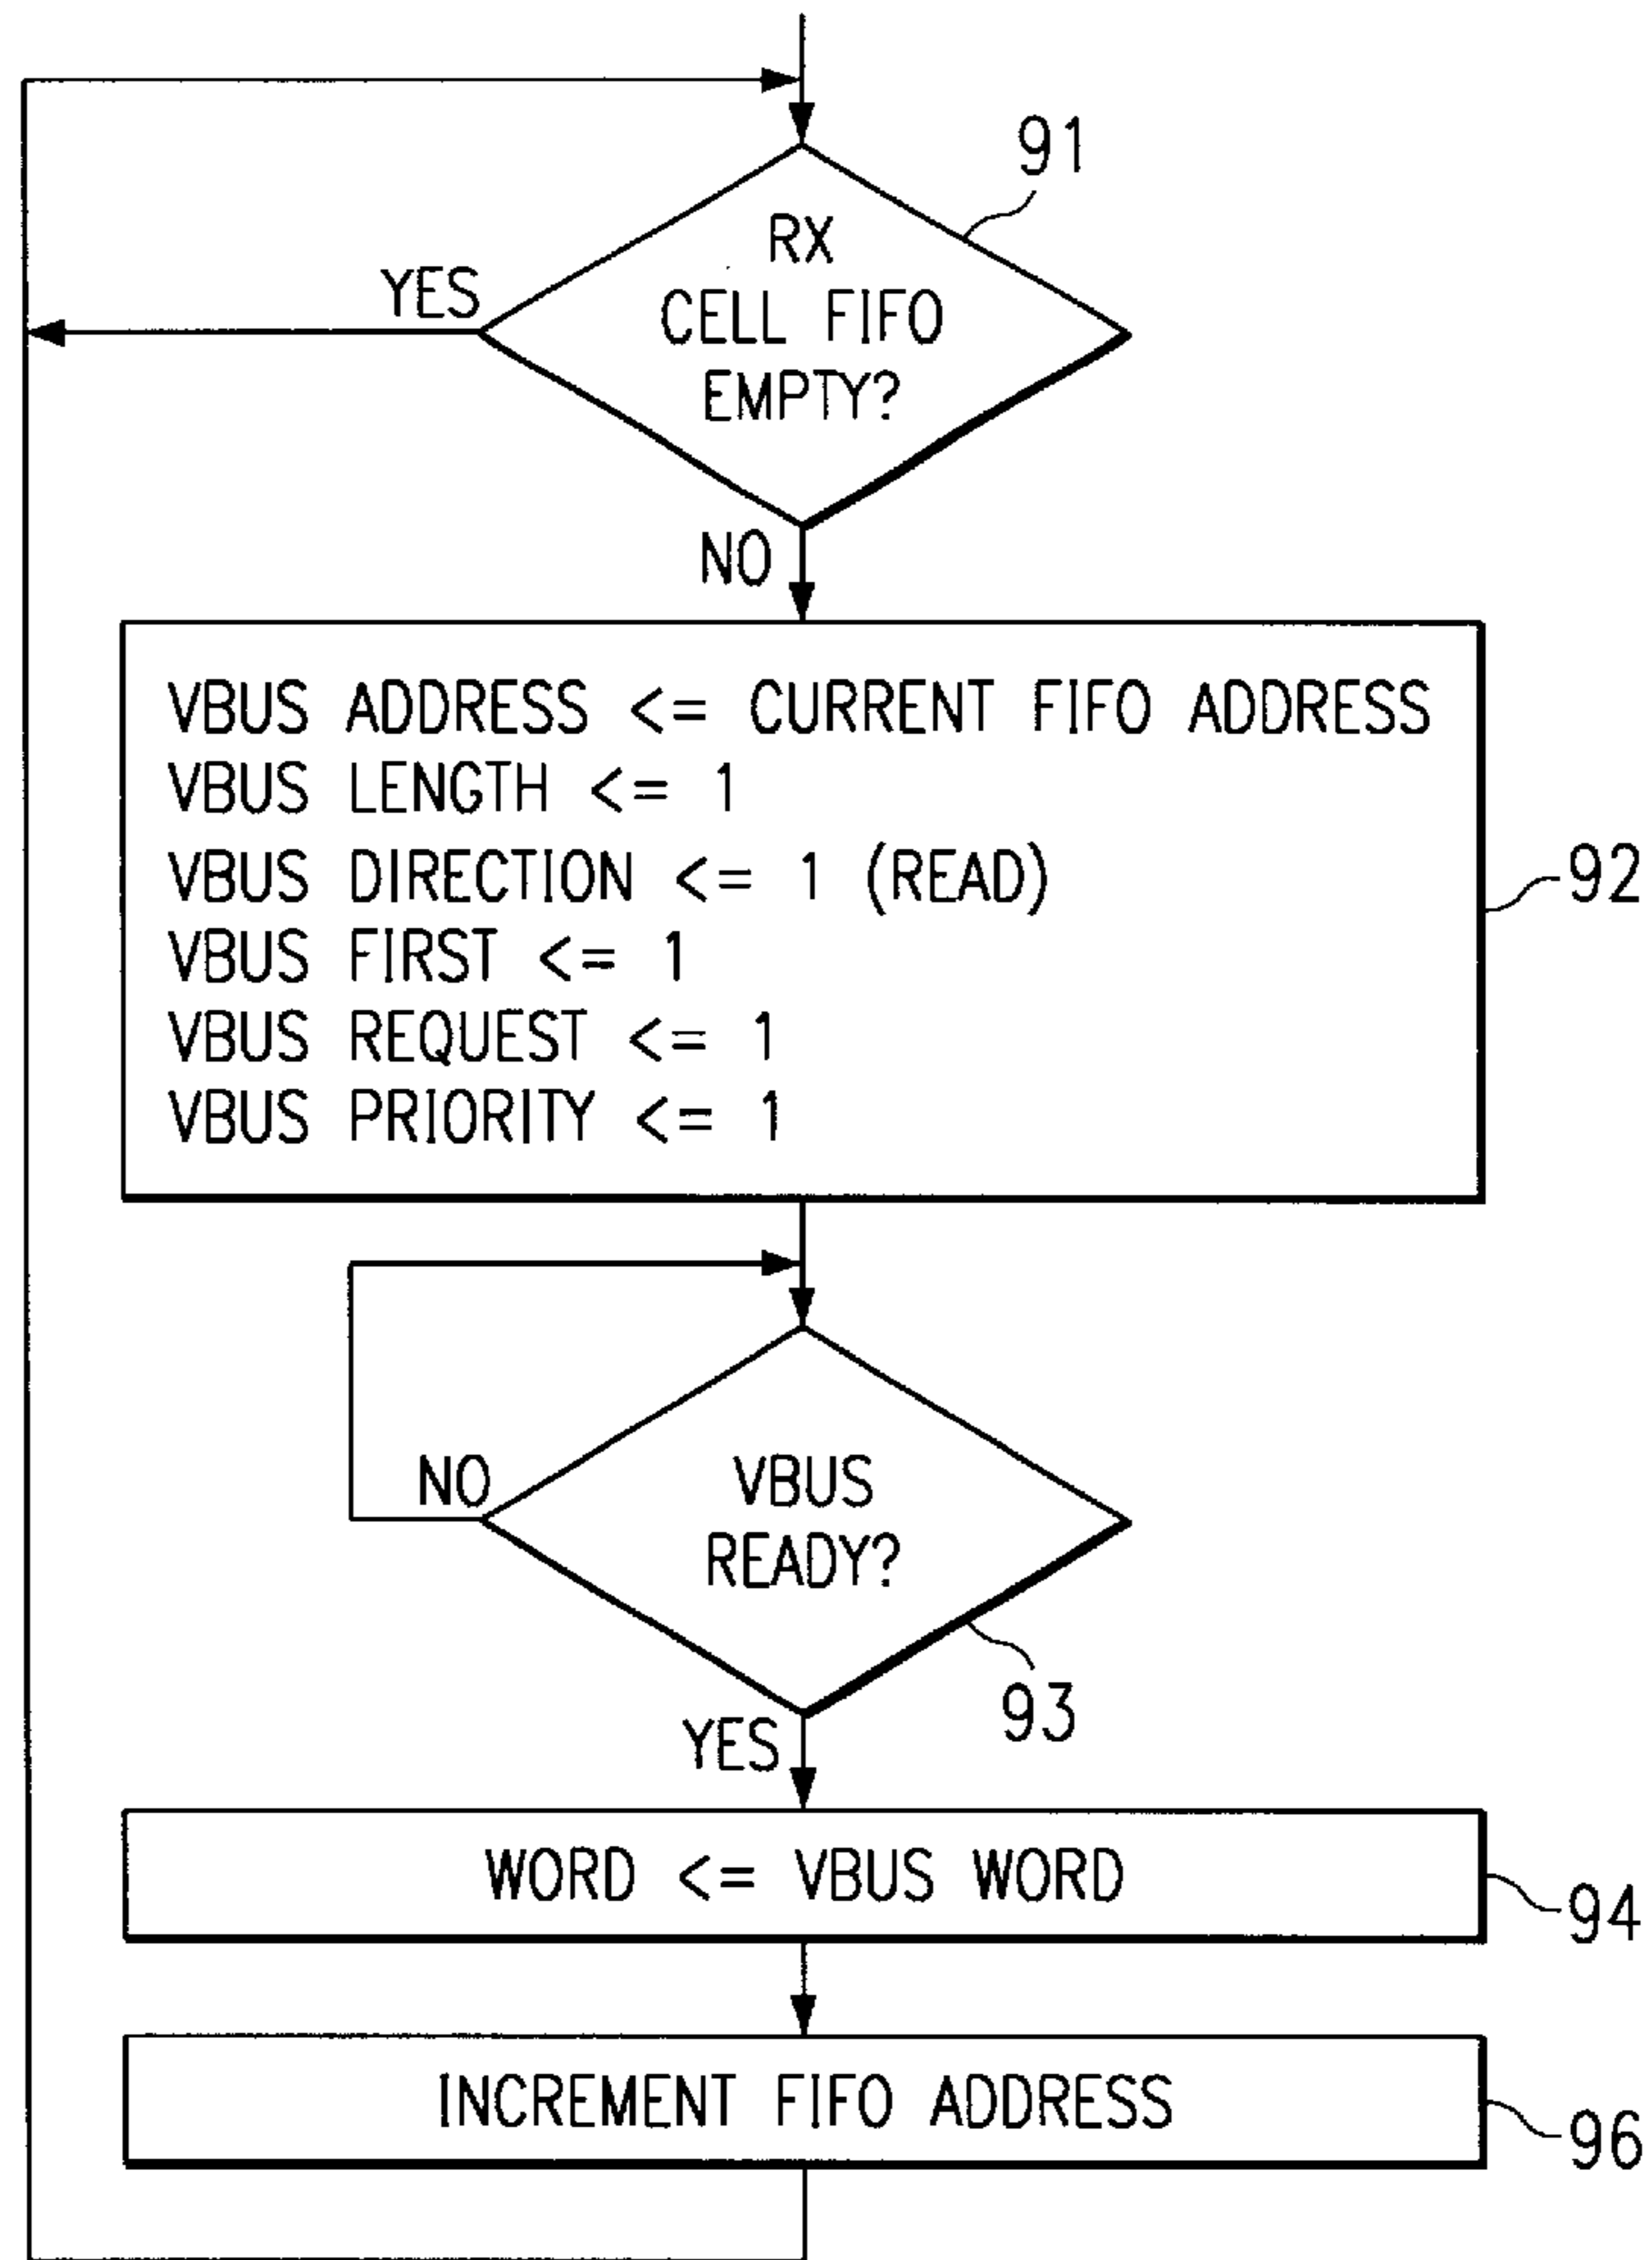 91
RX
CELL FIFO
EMPTY?
YES
NO
VBUS ADDRESS <= CURRENT FIFO ADDRESS
VBUS LENGTH <= 1
VBUS DIRECTION <= 1 (READ)
VBUS FIRST <= 1
VBUS REQUEST <= 1
VBUS PRIORITY <= 1
92
NO
VBUS
READY?
93
YES
WORD <= VBUS WORD
94
INCREMENT FIFO ADDRESS
96